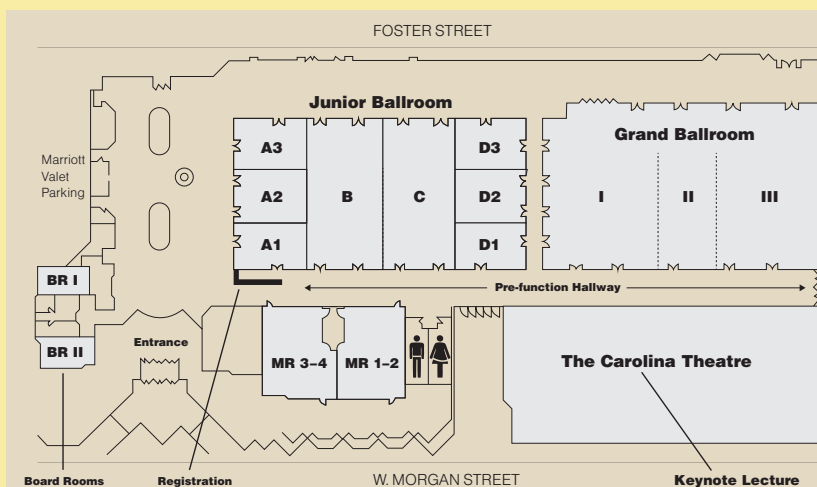 FOSTER STREET
Junior Ballroom
Grand Ballroom
Marriott
Valet
Parking
A3
A2
A1
B
C
D3
D2
D1
I
II
III
BR I
BR II
Pre-function Hallway
Entrance
MR 3–4
MR 1–2
The Carolina Theatre
Board Rooms
Registration
W. MORGAN STREET
Keynote Lecture